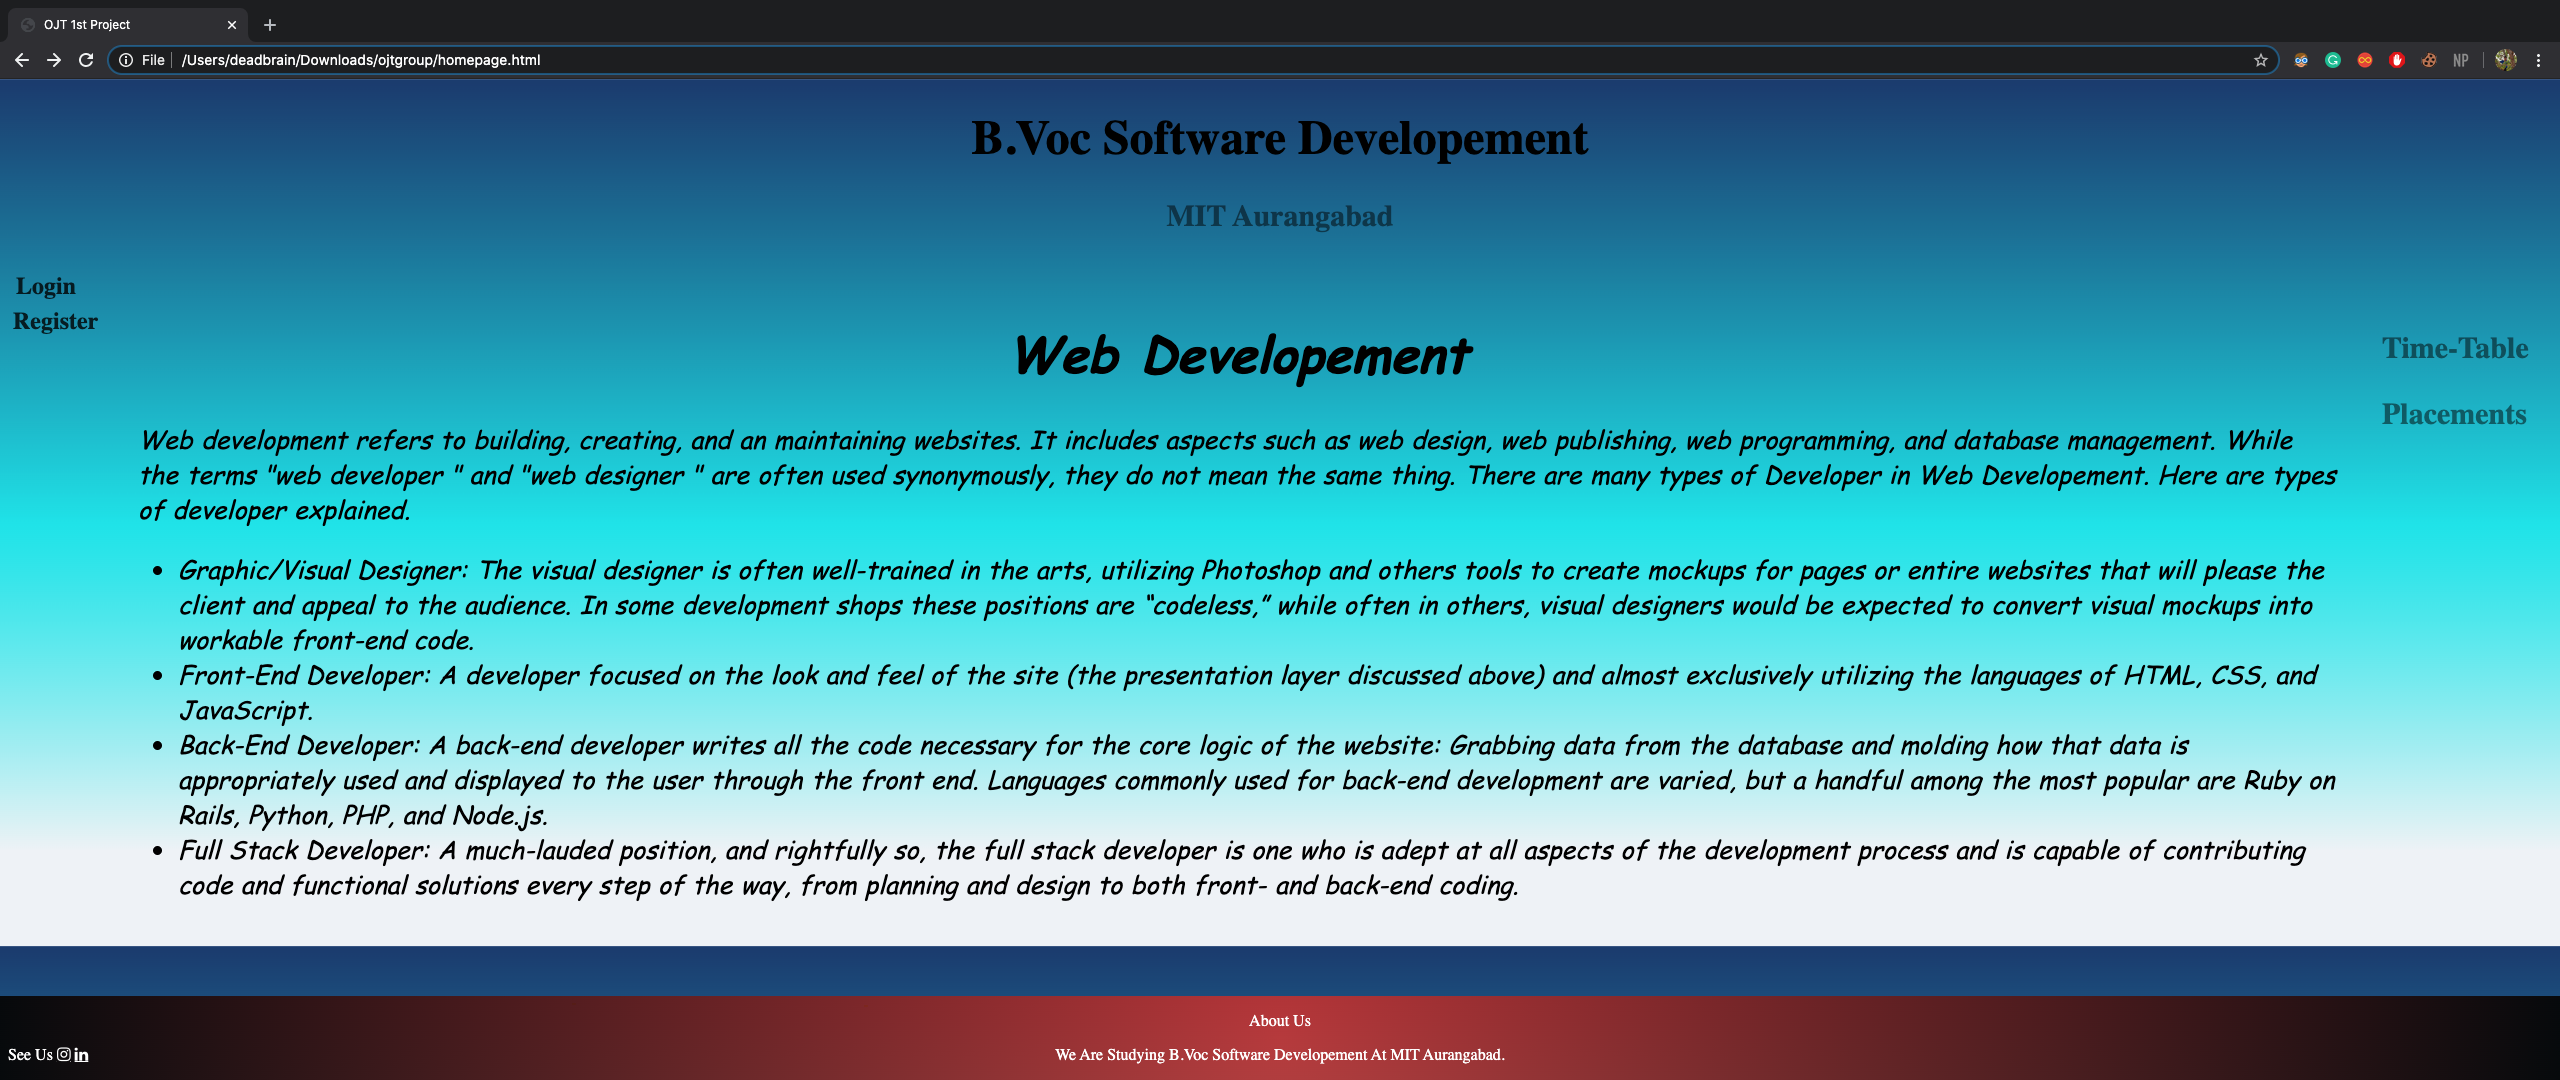 OJT 1st Project
File /Users/deadbrain/Downloads/ojtgroup/homepage.html
NP
B.Voc Software Developement
MIT Aurangabad
Login
Register
Time-Table
Placements
Web Developement
Web development refers to building, creating, and an maintaining websites. It includes aspects such as web design, web publishing, web programming, and database management. While
the terms "web developer " and "web designer " are often used synonymously, they do not mean the same thing. There are many types of Developer in Web Developement. Here are types
of developer explained.
• Graphic/Visual Designer: The visual designer is often well-trained in the arts, utilizing Photoshop and others tools to create mockups for pages or entire websites that will please the
client and appeal to the audience. In some development shops these positions are “codeless,” while often in others, visual designers would be expected to convert visual mockups into
workable front-end code.
• Front-End Developer: A developer focused on the look and feel of the site (the presentation layer discussed above) and almost exclusively utilizing the languages of HTML, CSS, and
JavaScript.
• Back-End Developer: A back-end developer writes all the code necessary for the core logic of the website: Grabbing data from the database and molding how that data is
appropriately used and displayed to the user through the front end. Languages commonly used for back-end development are varied, but a handful among the most popular are Ruby on
Rails, Python, PHP, and Node.js.
• Full Stack Developer: A much-lauded position, and rightfully so, the full stack developer is one who is adept at all aspects of the development process and is capable of contributing
code and functional solutions every step of the way, from planning and design to both front- and back-end coding.
About Us
See Us
We Are Studying B.Voc Software Developement At MIT Aurangabad.